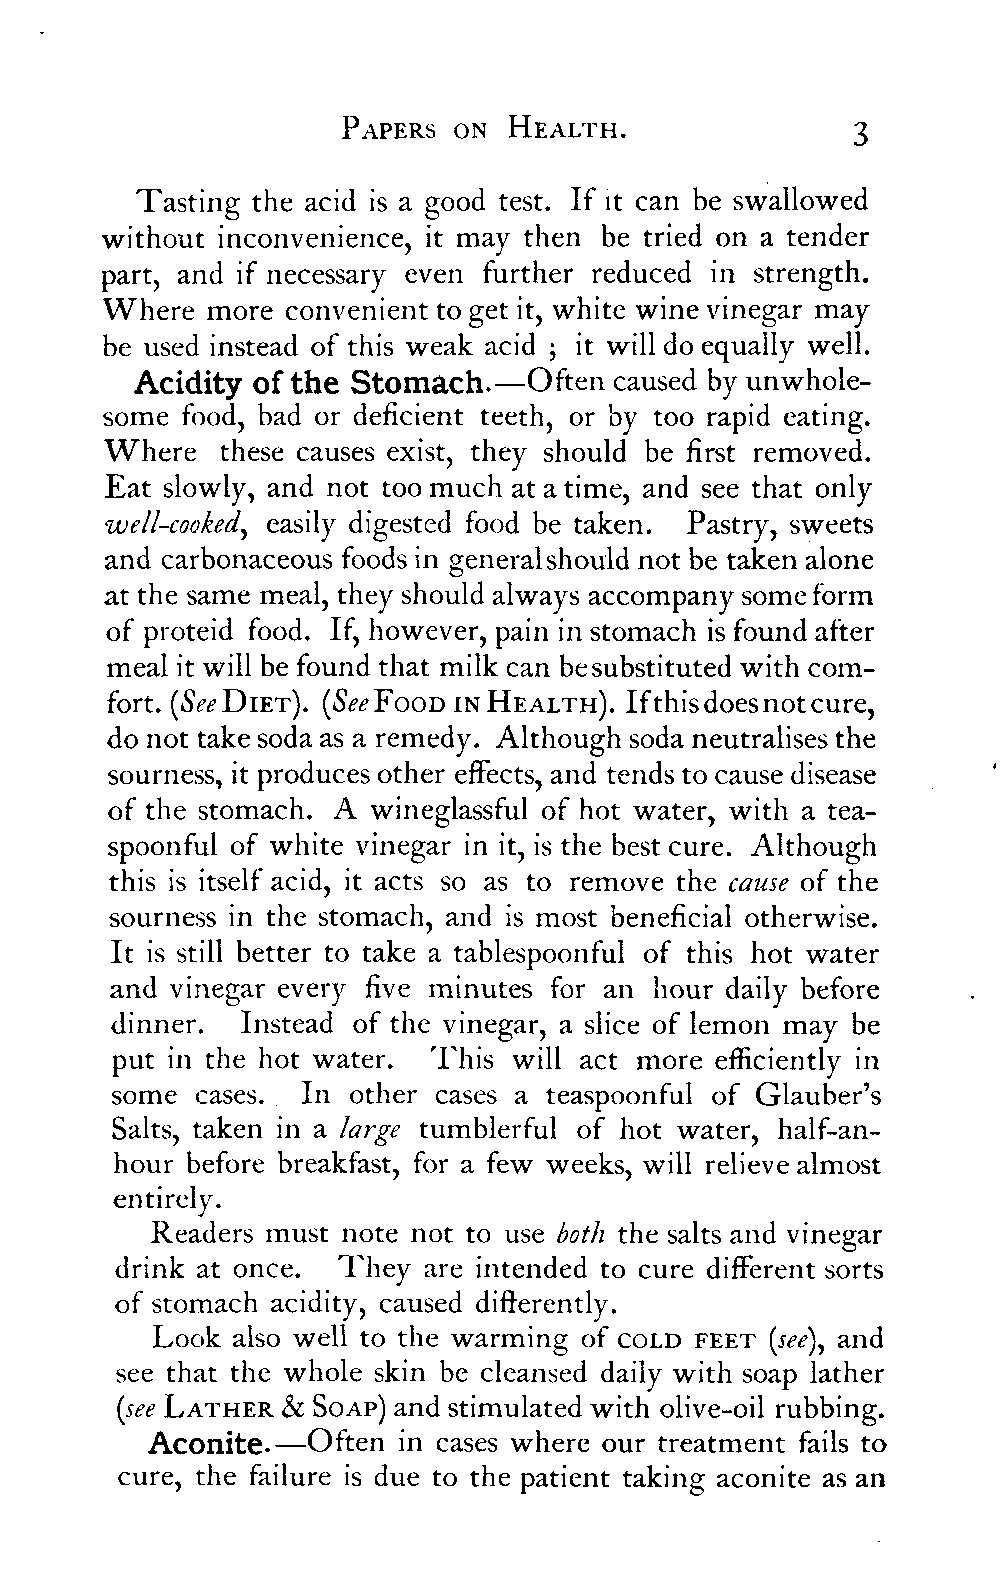 Papers on Health. 3
Tasting the acid is a good test. If it can be swallowed
without inconvenience, it may then be tried on a tender
part, and if necessary even further reduced in strength.
Where more convenient to get it, white wine vinegar may
be used instead of this weak acid ; it will do equally well.
Acidity of the Stomach.—Often caused by unwhole-
some food, bad or deficient teeth, or by too rapid eating.
Where these causes exist, they should be first removed.
Eat slowly, and not too much at a time, and see that only
well-cooked, easily digested food be taken. Pastry, sweets
and carbonaceous foods in general should not be taken alone
at the same meal, they should always accompany some form
of proteid food. If, however, pain in stomach is found after
meal it will be found that milk can be substituted with com-
fort. (See Diet). (See Food in Health). If this does not cure,
do not take soda as a remedy. Although soda neutralises the
sourness, it produces other effects, and tends to cause disease
of the stomach. A wineglassful of hot water, with a tea-
spoonful of white vinegar in it, is the best cure. Although
this is itself acid, it acts so as to remove the cause of the
sourness in the stomach, and is most beneficial otherwise.
It is still better to take a tablespoonful of this hot water
and vinegar every five minutes for an hour daily before
dinner. Instead of the vinegar, a slice of lemon may be
put in the hot water. This will act more efficiently in
some cases. In other cases a teaspoonful of Glauber's
Salts, taken in a large tumblerful of hot water, half-an-
hour before breakfast, for a few weeks, will relieve almost
entirely.
Readers must note not to use both the salts and vinegar
drink at once. They are intended to cure different sorts
of stomach acidity, caused differently.
Look also well to the warming of cold feet (see), and
see that the whole skin be cleansed daily with soap lather
(see Lather & Soap) and stimulated with olive-oil rubbing.
Aconite.—Often in cases where our treatment fails to
cure, the failure is due to the patient taking aconite as an